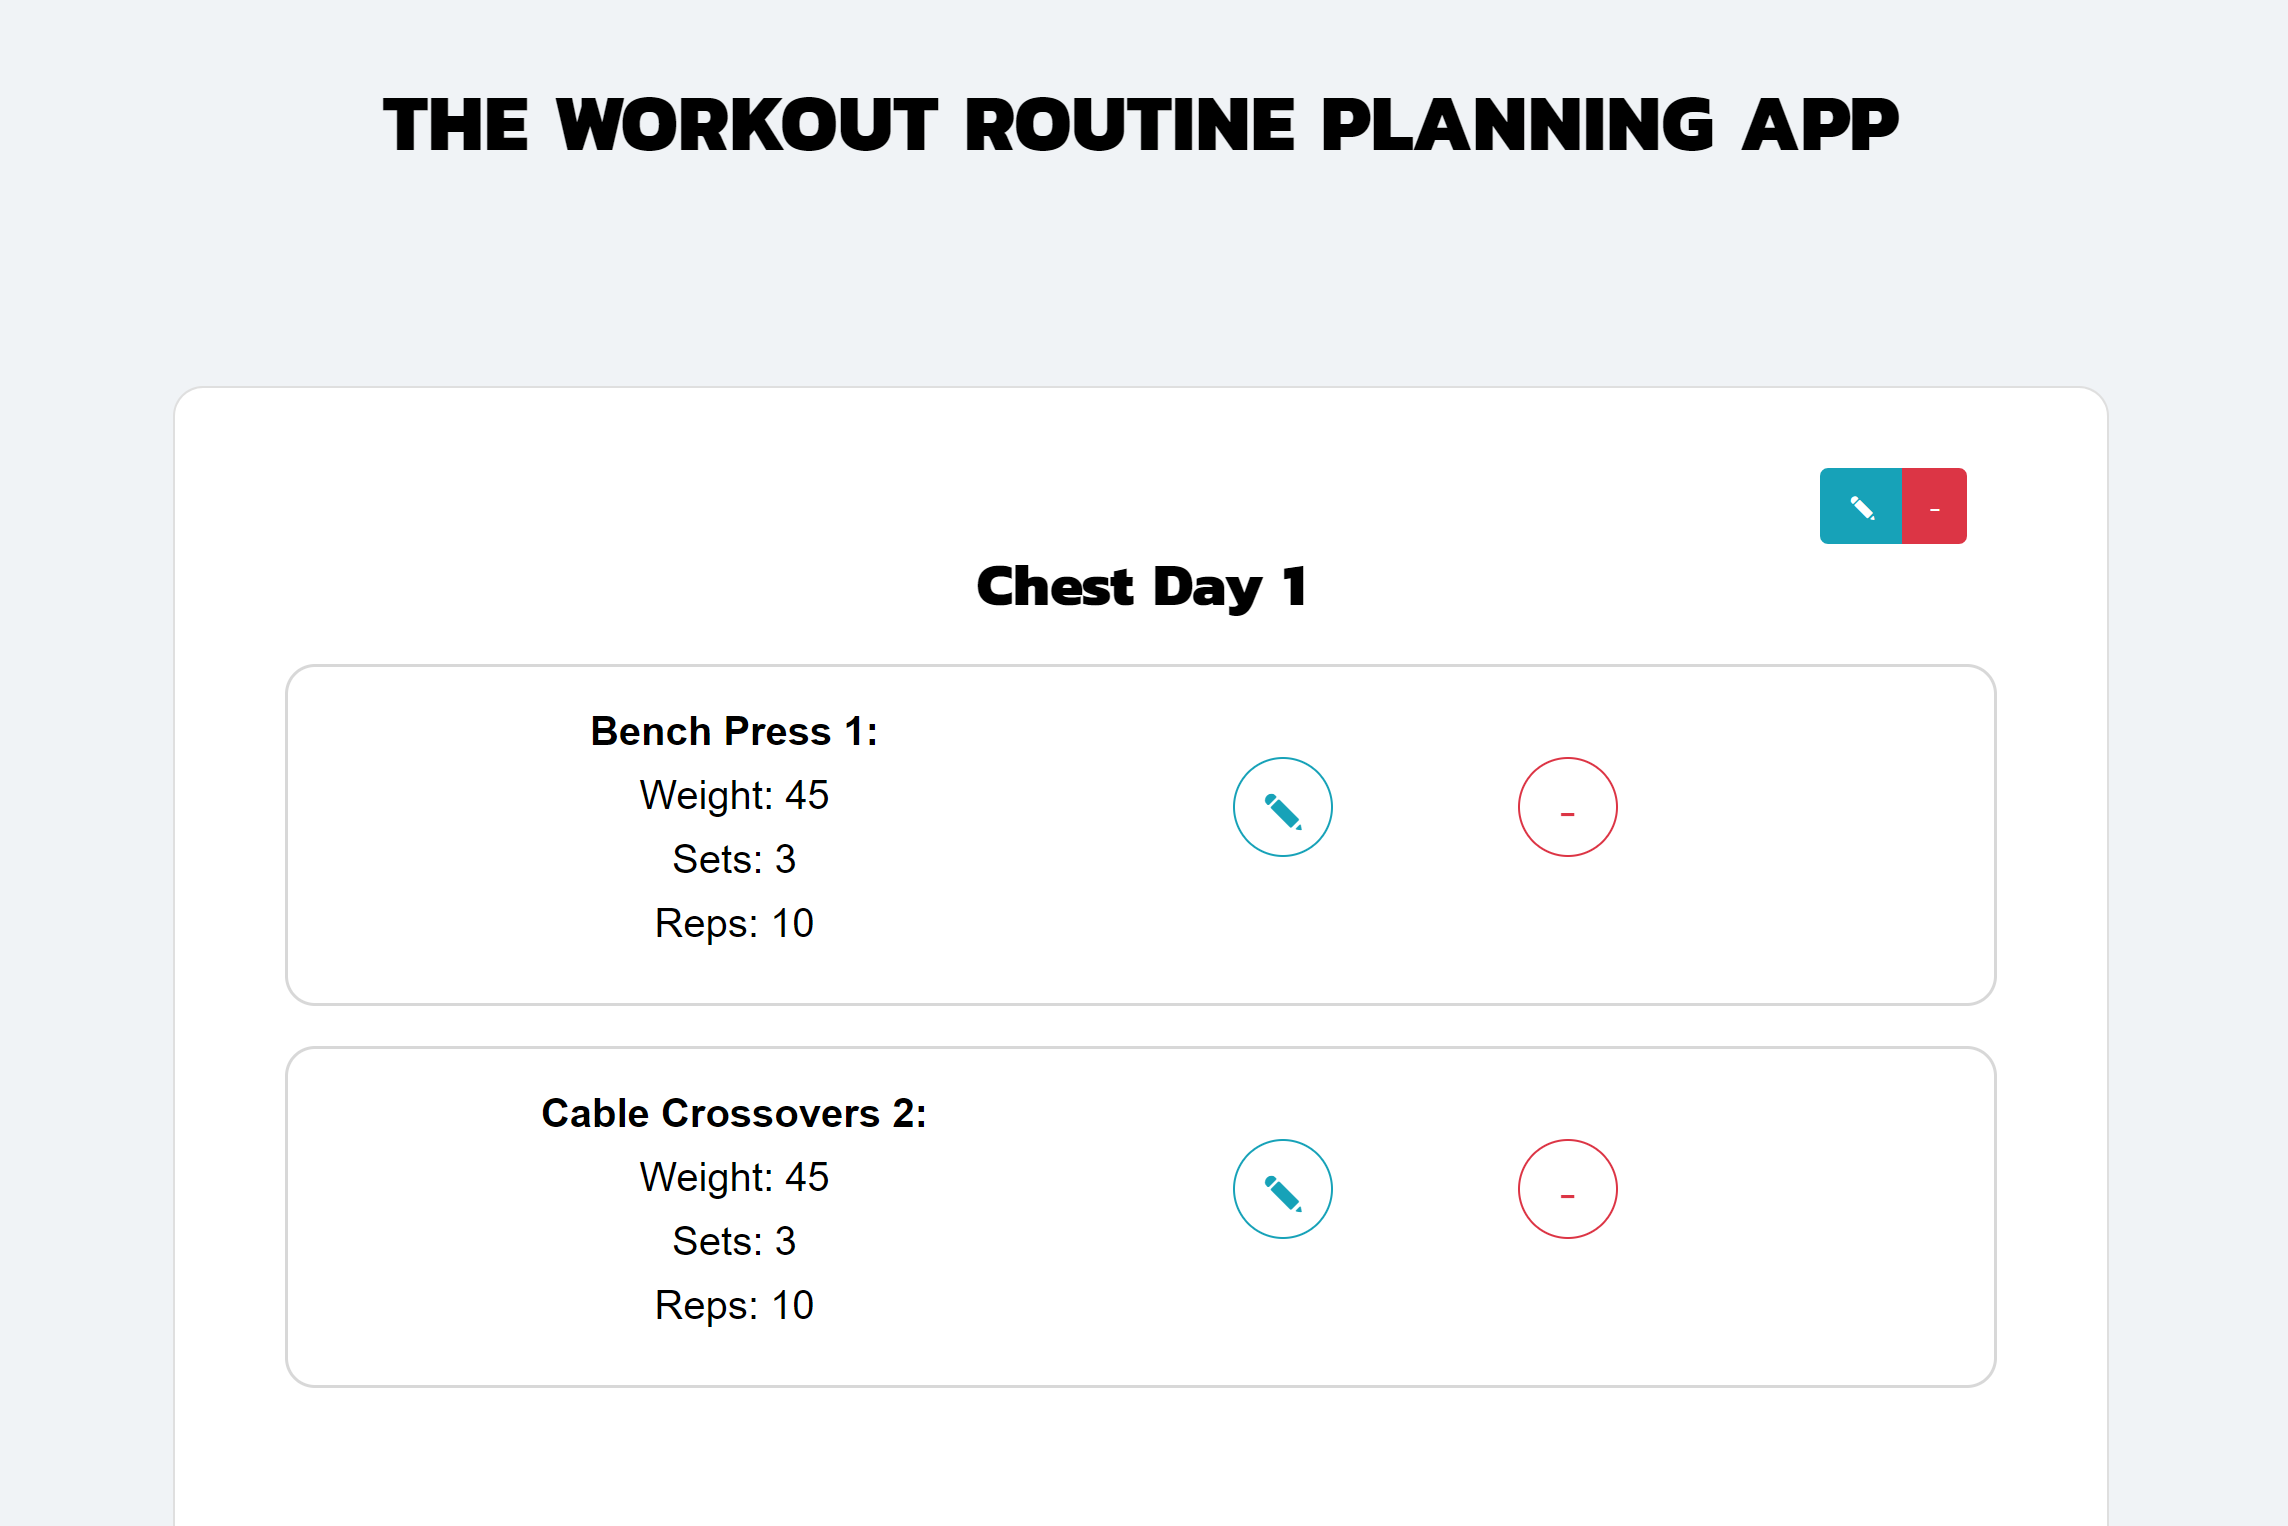 THE WORKOUT ROUTINE PLANNING APP
-
Chest Day 1
Bench Press 1:
Weight: 45
Sets: 3
Reps: 10
-
Cable Crossovers 2:
Weight: 45
Sets: 3
Reps: 10
-